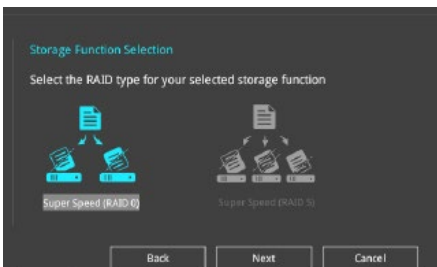 Storage Function Selection
Select the RAID type for your selected storage function
Super Speed (RAID 0)
Super Speed (RAID 5)
Back
Next
Cancel